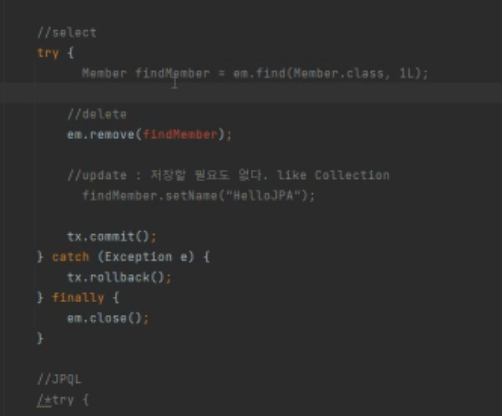 //select
try {
Member findMember = em.find(Member.class, 1L);
//delete
em.remove(findMember);
//update : 저장할 필요도 없다. like Collection
findMember.setName("HelloJPA");
tx.commit();
} catch (Exception e) {
tx.rollback();
} finally {
em.close();
}
//JPQL
/*try {